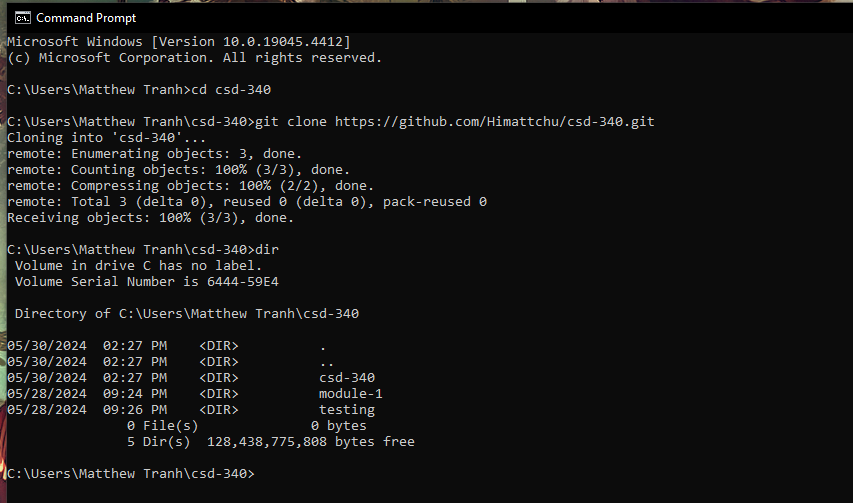 Command Prompt
Microsoft Windows [Version 10.0.19045.4412]
(c) Microsoft Corporation. All rights reserved.
C:\Users\Matthew Tranh>cd csd-340
C:\Users\Matthew Tranh\csd-340>git clone https://github.com/Himattchu/csd-340.git
Cloning into 'csd-340'...
remote: Enumerating objects: 3, done.
remote: Counting objects: 100% (3/3), done.
remote: Compressing objects: 100% (2/2), done.
remote: Total 3 (delta 0), reused 0 (delta 0), pack-reused 0
Receiving objects: 100% (3/3), done.
C:\Users\Matthew Tranh\csd-340>dir
 Volume in drive C has no label.
 Volume Serial Number is 6444-59E4
 Directory of C:\Users\Matthew Tranh\csd-340
05/30/2024  02:27 PM    <DIR>          .
05/30/2024  02:27 PM    <DIR>          ..
05/30/2024  02:27 PM    <DIR>          csd-340
05/28/2024  09:24 PM    <DIR>          module-1
05/28/2024  09:26 PM    <DIR>          testing
               0 File(s)              0 bytes
               5 Dir(s)  128,438,775,808 bytes free
C:\Users\Matthew Tranh\csd-340>